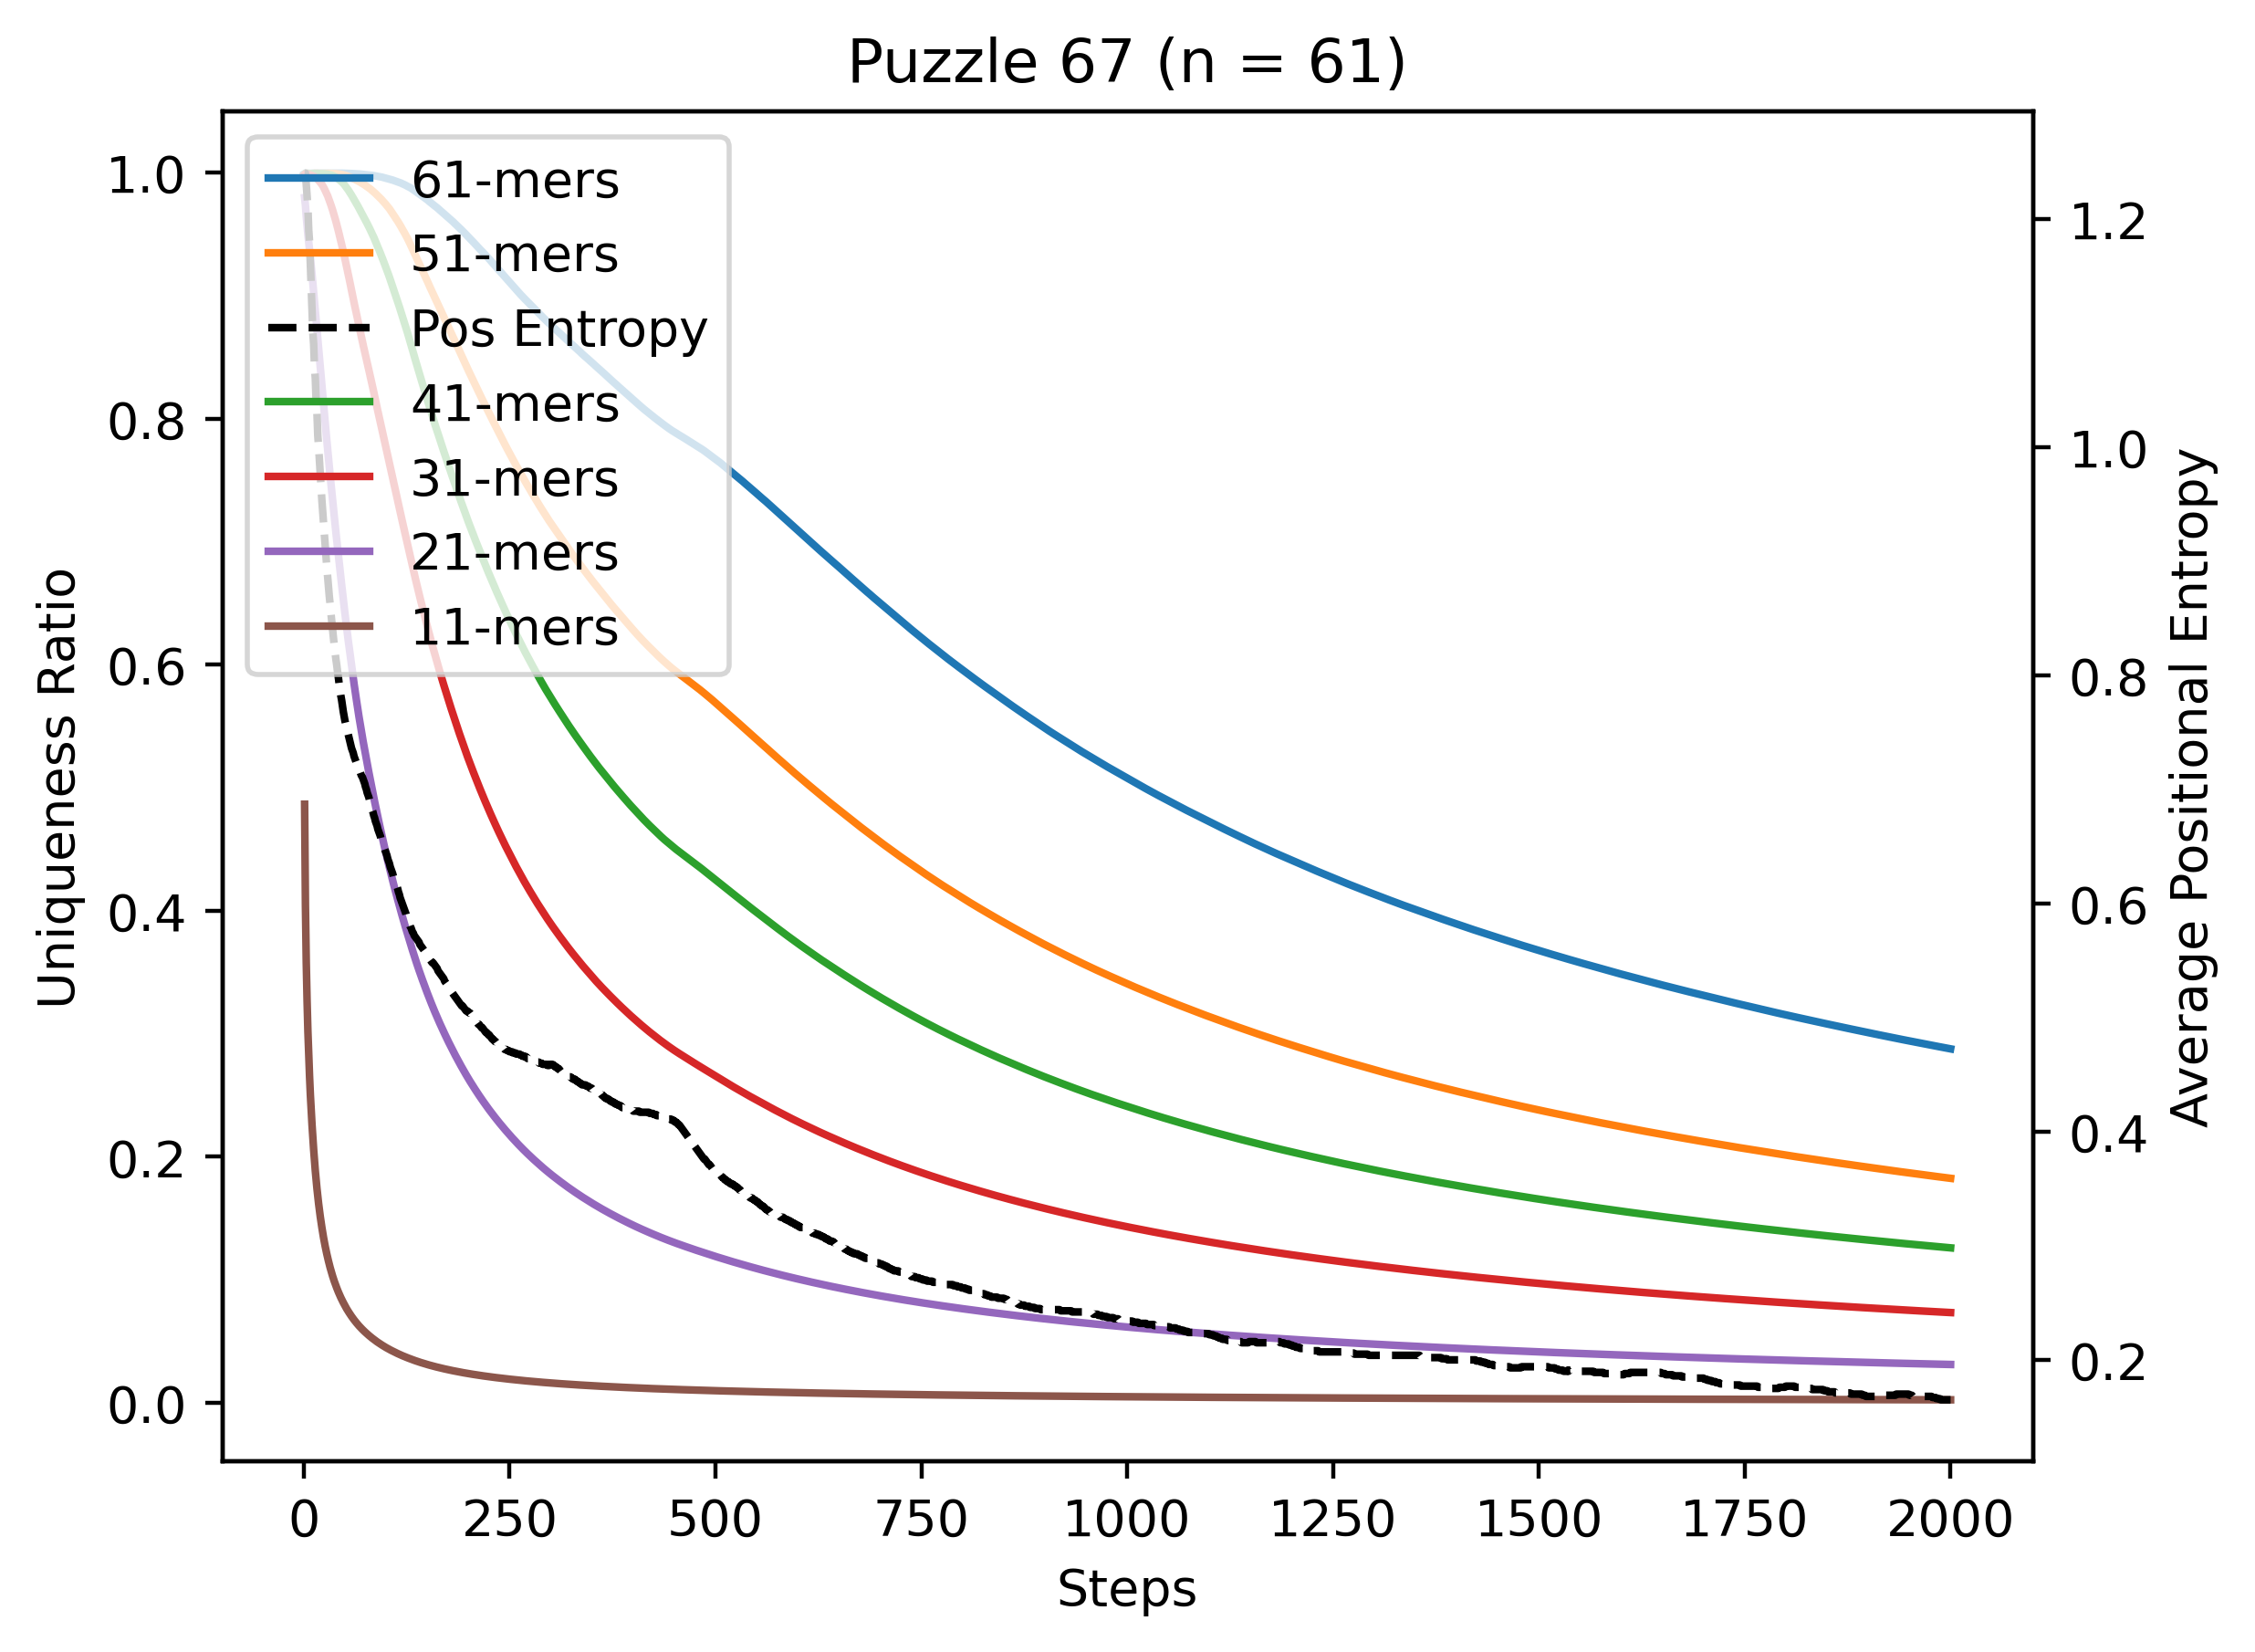 Puzzle 67 (n = 61)
61-mers
51-mers
Pos Entropy
41-mers
31-mers
21-mers
11-mers
Uniqueness Ratio
1.0
0.8
0.6
0.4
0.2
0.0
Average Positional Entropy
1.2
1.0
0.8
0.6
0.4
0.2
0 250 500 750 1000 1250 1500 1750 2000
Steps